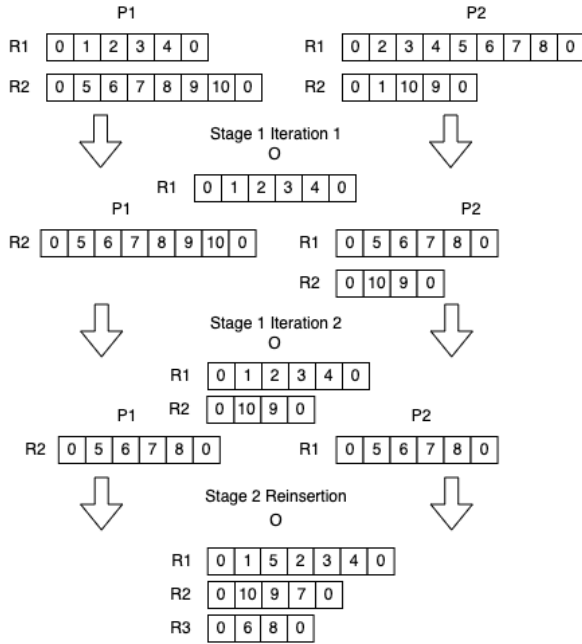 P1 P2
R1 0 1 2 3 4 0 R1 0 2 3 4 5 6 7 8 0
R2 0 5 6 7 8 9 10 0 R2 0 1 10 9 0
Stage 1 Iteration 1
O
R1 0 1 2 3 4 0
P1 P2
R2 0 5 6 7 8 9 10 0 R1 0 5 6 7 8 0
R2 0 10 9 0
Stage 1 Iteration 2
O
R1 0 1 2 3 4 0
R2 0 10 9 0
P1 P2
R2 0 5 6 7 8 0 R1 0 5 6 7 8 0
Stage 2 Reinsertion
O
R1 0 1 5 2 3 4 0
R2 0 10 9 7 0
R3 0 6 8 0